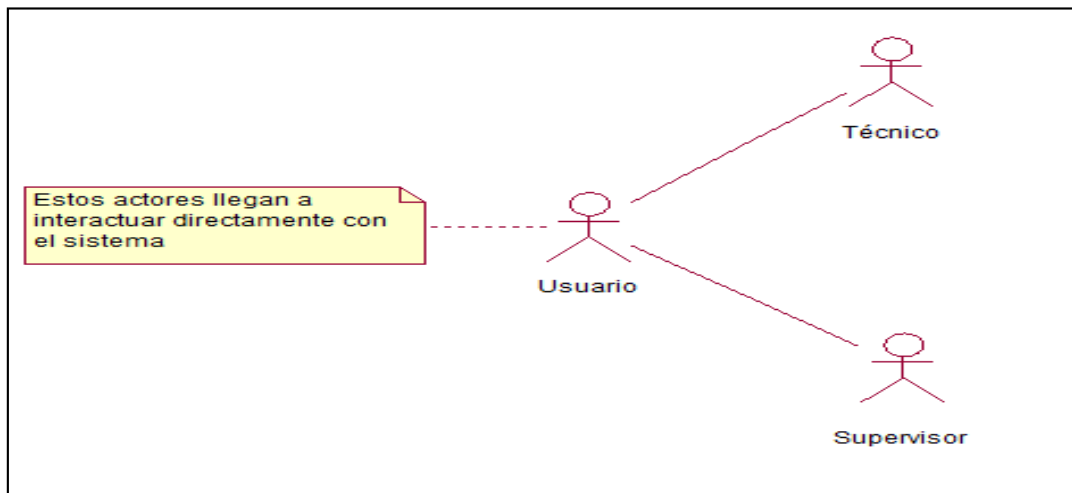 Técnico
Estos actores llegan a
interactuar directamente con
el sistema
Usuario
Supervisor